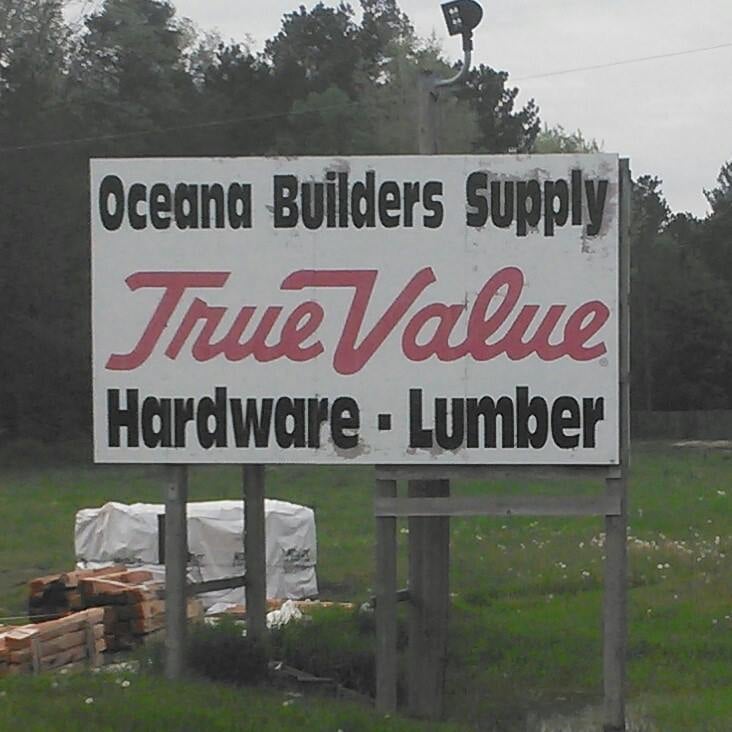 Oceana Builders Supply
True Value®
Hardware · Lumber